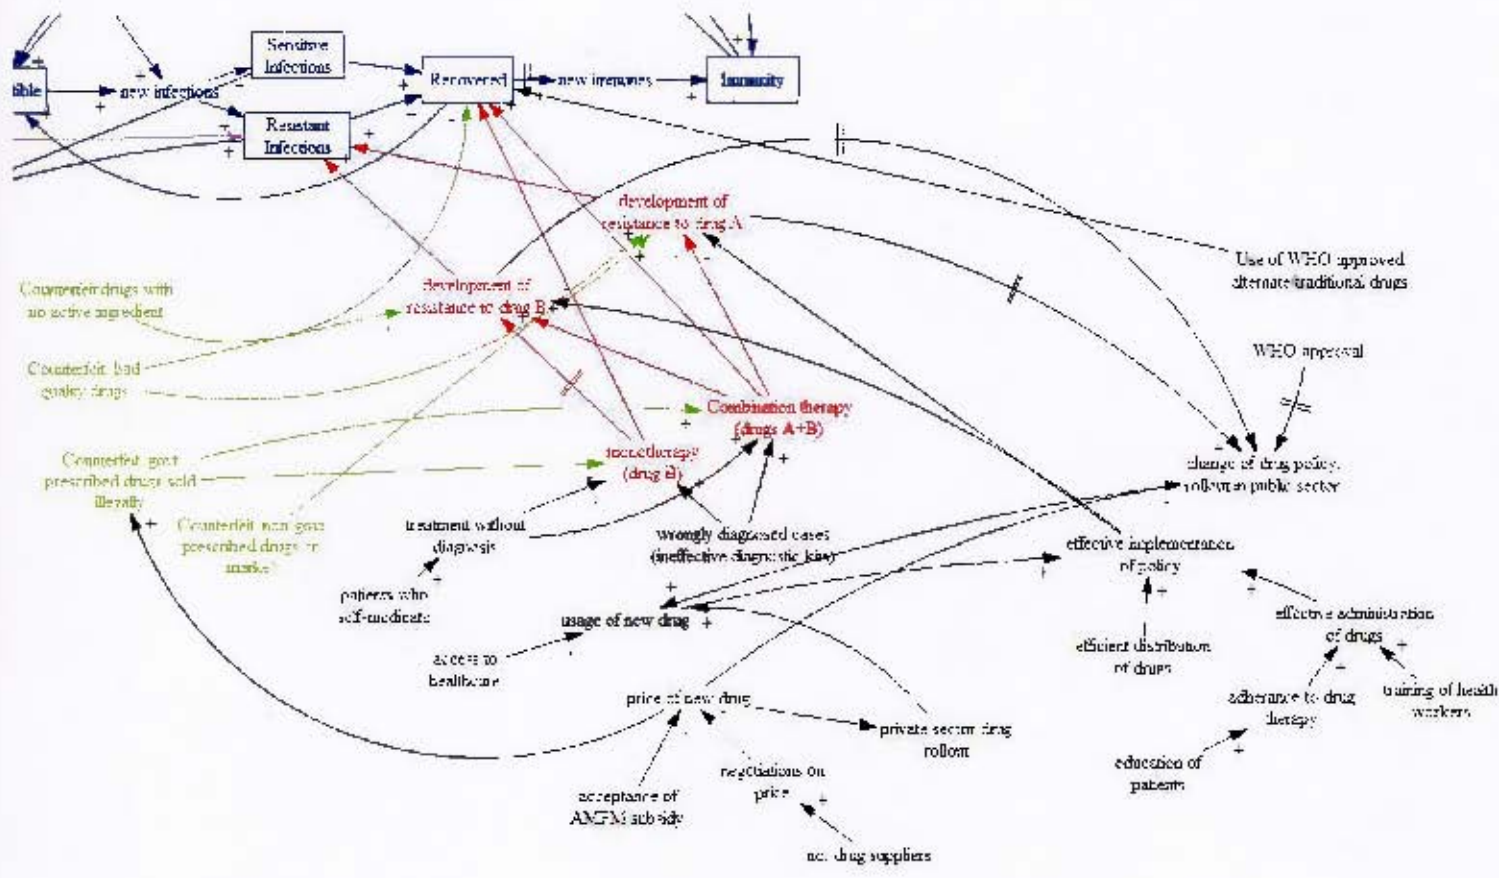 Sensitive
Infections
tible
new infections
Recovered
new immunes
Immunity
Resistant
Infections
development of
resistance to drug A
Use of WHO approved
alternate traditional drugs
Counterfeit drugs with
no active ingredient
development of
resistance to drug B
WHO approval
Counterfeit bad
quality drugs
Combination therapy
(drugs A+B)
Counterfeit govt
prescribed drugs sold
illegally
monotherapy
(drug B)
change of drug policy,
rollout in public sector
Counterfeit non govt
prescribed drugs in
market
treatment without
diagnosis
wrongly diagnosed cases
(ineffective diagnostic kits)
effective implementation
of policy
patients who
self-medicate
usage of new drug
effective administration
of drugs
access to
healthcare
efficient distribution
of drugs
price of new drug
private sector drug
rollout
adherance to drug
therapy
training of health
workers
negotiations on
price
education of
patients
acceptance of
AMFM subsidy
no. drug suppliers